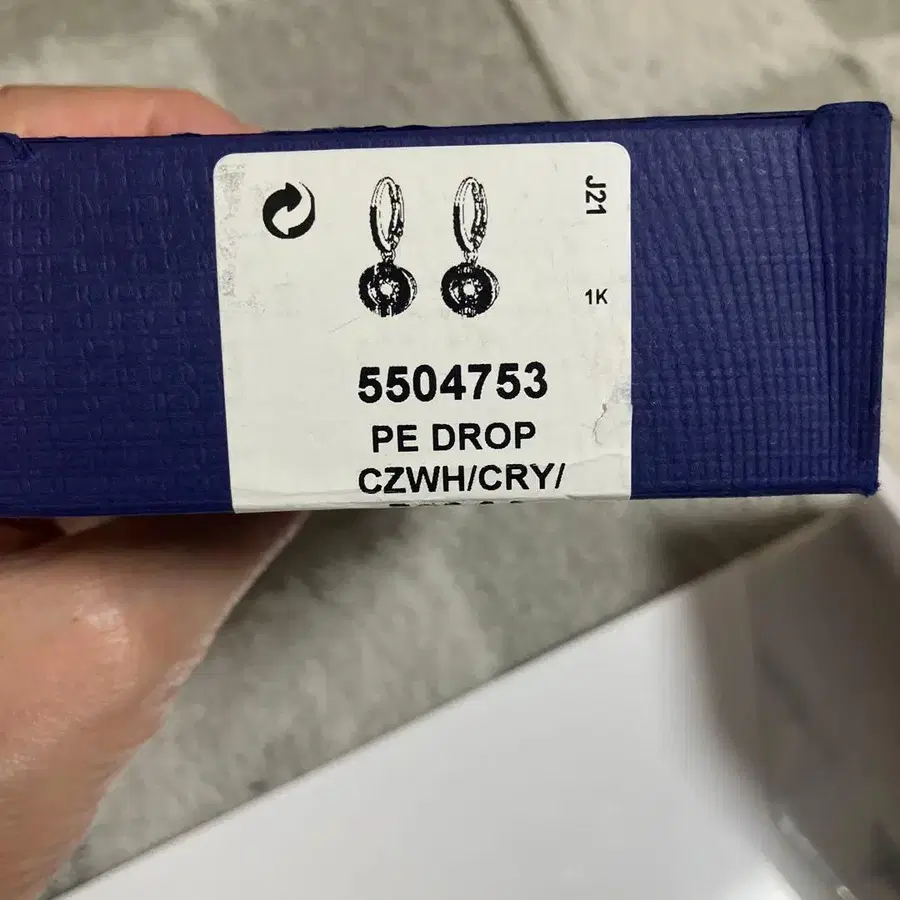 J21
1K
5504753
PE DROP
CZWH/CRY/